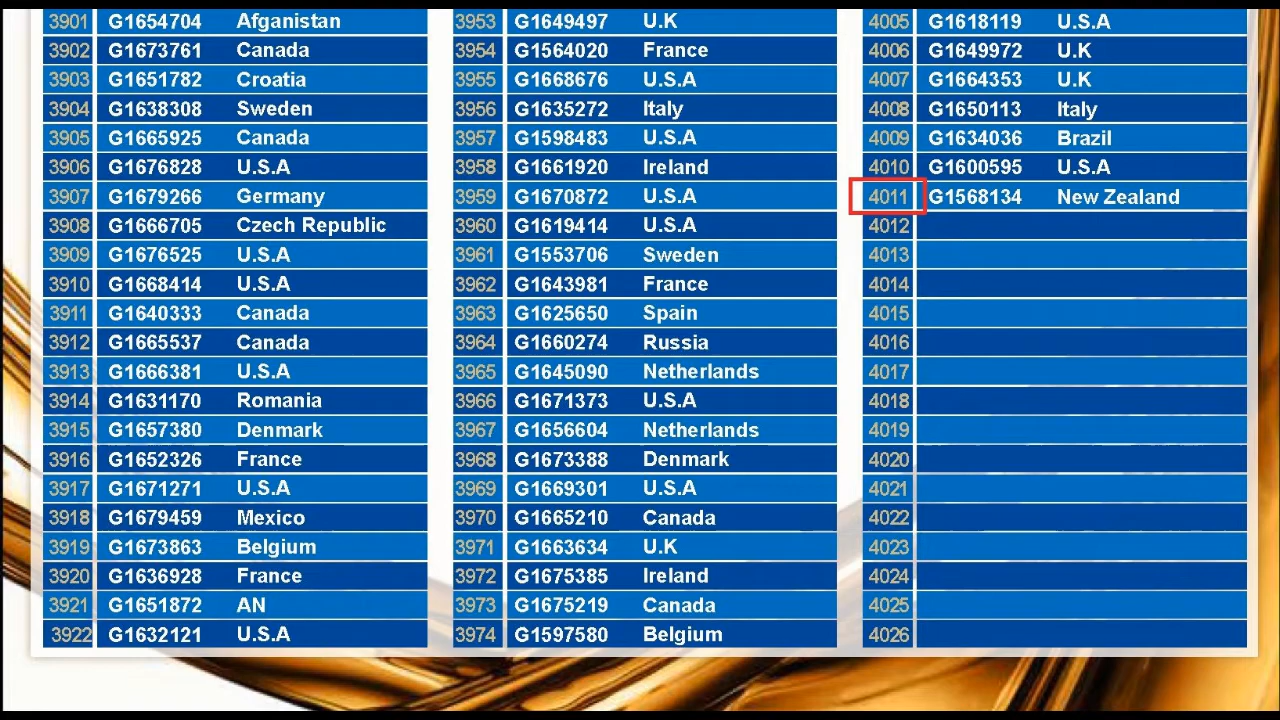 3901 G1654704 Afganistan
3902 G1673761 Canada
3903 G1651782 Croatia
3904 G1638308 Sweden
3905 G1665925 Canada
3906 G1676828 U.S.A
3907 G1679266 Germany
3908 G1666705 Czech Republic
3909 G1676525 U.S.A
3910 G1668414 U.S.A
3911 G1640333 Canada
3912 G1665537 Canada
3913 G1666381 U.S.A
3914 G1631170 Romania
3915 G1657380 Denmark
3916 G1652326 France
3917 G1671271 U.S.A
3918 G1679459 Mexico
3919 G1673863 Belgium
3920 G1636928 France
3921 G1651872 AN
3922 G1632121 U.S.A
3953 G1649497 U.K
3954 G1564020 France
3955 G1668676 U.S.A
3956 G1635272 Italy
3957 G1598483 U.S.A
3958 G1661920 Ireland
3959 G1670872 U.S.A
3960 G1619414 U.S.A
3961 G1553706 Sweden
3962 G1643981 France
3963 G1625650 Spain
3964 G1660274 Russia
3965 G1645090 Netherlands
3966 G1671373 U.S.A
3967 G1656604 Netherlands
3968 G1673388 Denmark
3969 G1669301 U.S.A
3970 G1665210 Canada
3971 G1663634 U.K
3972 G1675385 Ireland
3973 G1675219 Canada
3974 G1597580 Belgium
4005 G1618119 U.S.A
4006 G1649972 U.K
4007 G1664353 U.K
4008 G1650113 Italy
4009 G1634036 Brazil
4010 G1600595 U.S.A
4011 G1568134 New Zealand
4012
4013
4014
4015
4016
4017
4018
4019
4020
4021
4022
4023
4024
4025
4026